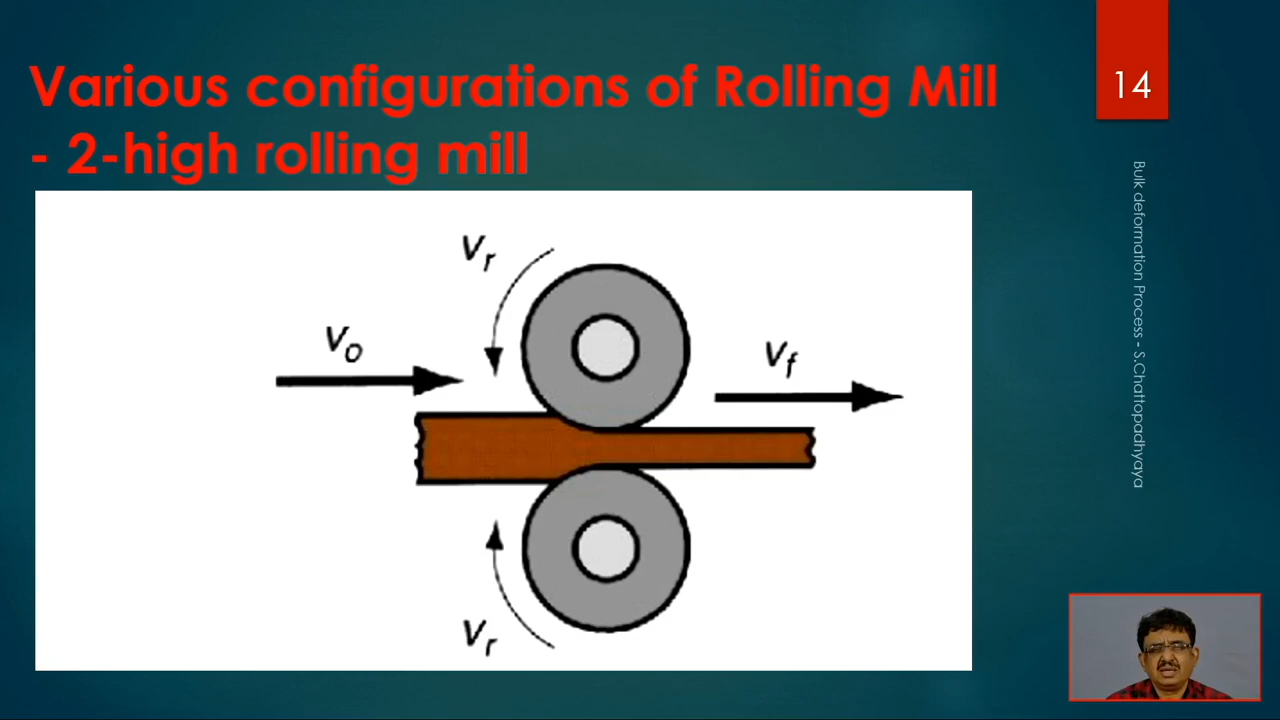 Various configurations of Rolling Mill
- 2-high rolling mill
14
Bulk deformation Process - S.Chattopadhyaya
Vr
Vo
Vf
Vr